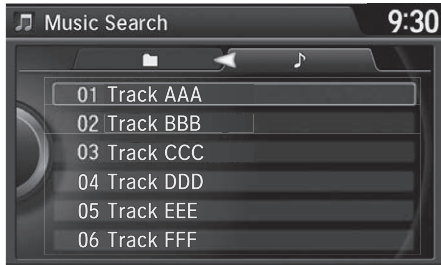 Music Search
9:30
01 Track AAA
02 Track BBB
03 Track CCC
04 Track DDD
05 Track EEE
06 Track FFF